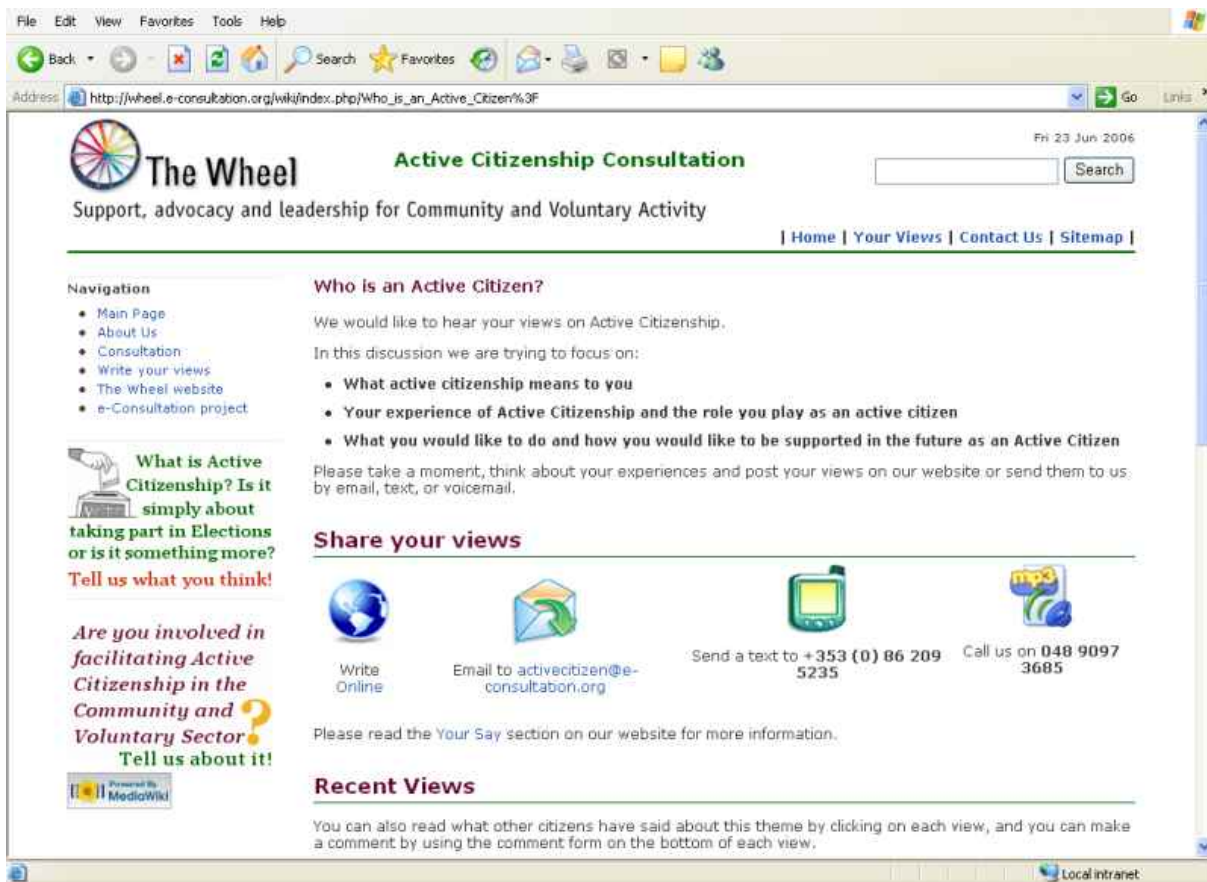 File Edit View Favorites Tools Help
Back Search Favorites
Address http://wheel.e-consultation.org/wiki/index.php/Who_is_an_Active_Citizen%3F Go Links
The Wheel
Active Citizenship Consultation
Fri 23 Jun 2006
Search
Support, advocacy and leadership for Community and Voluntary Activity
| Home | Your Views | Contact Us | Sitemap |
Navigation
• Main Page
• About Us
• Consultation
• Write your views
• The Wheel website
• e-Consultation project
What is Active
Citizenship? Is it
simply about
taking part in Elections
or is it something more?
Tell us what you think!
Are you involved in
facilitating Active
Citizenship in the
Community and
Voluntary Sector?
Tell us about it!
Powered By
MediaWiki
Who is an Active Citizen?
We would like to hear your views on Active Citizenship.
In this discussion we are trying to focus on:
• What active citizenship means to you
• Your experience of Active Citizenship and the role you play as an active citizen
• What you would like to do and how you would like to be supported in the future as an Active Citizen
Please take a moment, think about your experiences and post your views on our website or send them to us
by email, text, or voicemail.
Share your views
Write
Online
Email to activecitizen@e-
consultation.org
Send a text to +353 (0) 86 209
5235
mp3
Call us on 048 9097
3685
Please read the Your Say section on our website for more information.
Recent Views
You can also read what other citizens have said about this theme by clicking on each view, and you can make
a comment by using the comment form on the bottom of each view.
Local intranet